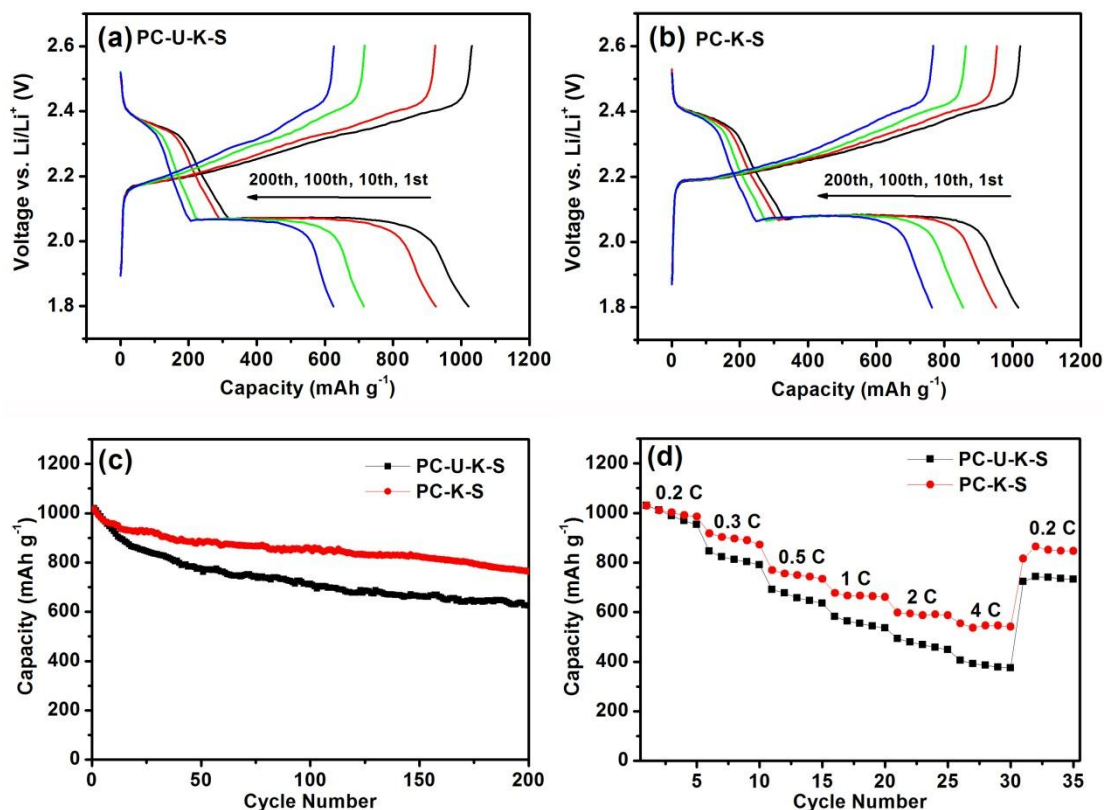 (a) PC-U-K-S
Voltage vs. Li/Li⁺ (V)
2.6
2.4
2.2
2.0
1.8
200th, 100th, 10th, 1st
0 200 400 600 800 1000 1200
Capacity (mAh g⁻¹)
(b) PC-K-S
Voltage vs. Li/Li⁺ (V)
2.6
2.4
2.2
2.0
1.8
200th, 100th, 10th, 1st
0 200 400 600 800 1000 1200
Capacity (mAh g⁻¹)
(c)
PC-U-K-S
PC-K-S
Capacity (mAh g⁻¹)
1200
1000
800
600
400
200
0
0 50 100 150 200
Cycle Number
(d)
PC-U-K-S
PC-K-S
0.2 C
0.3 C
0.5 C
1 C
2 C
4 C
0.2 C
Capacity (mAh g⁻¹)
1200
1000
800
600
400
200
0
5 10 15 20 25 30 35
Cycle Number